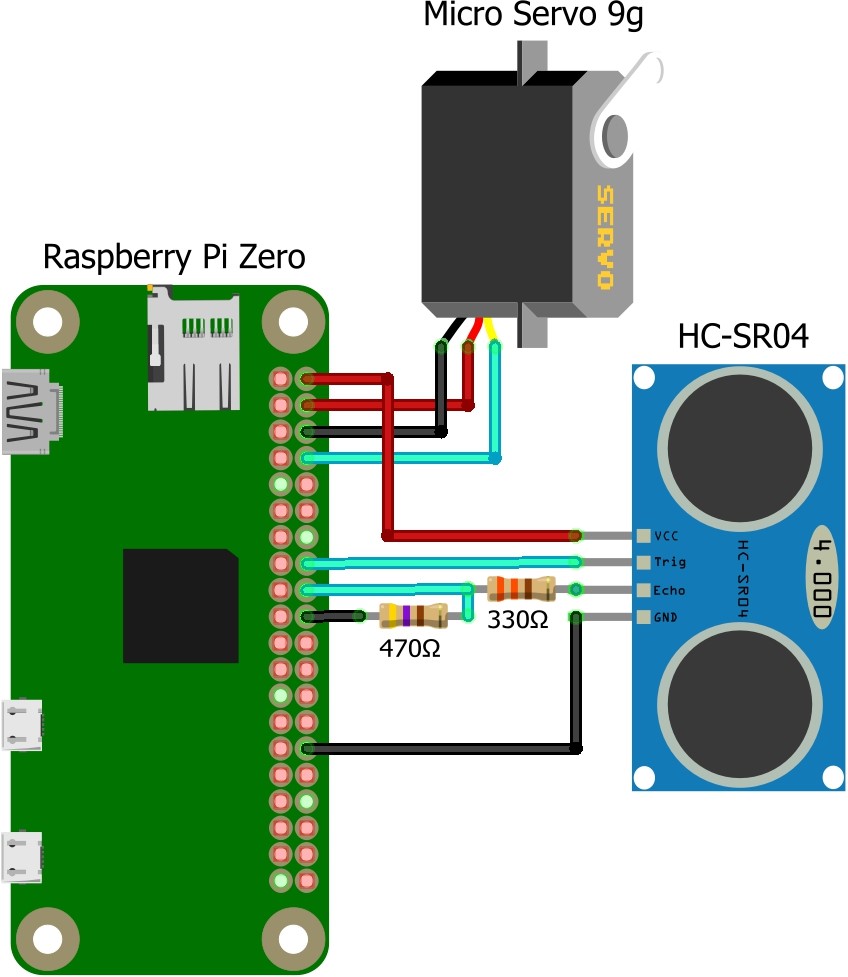 Micro Servo 9g
SERVO
Raspberry Pi Zero
HC-SR04
VCC
Trig
Echo
GND
HC-SR04
4.000
330Ω
470Ω